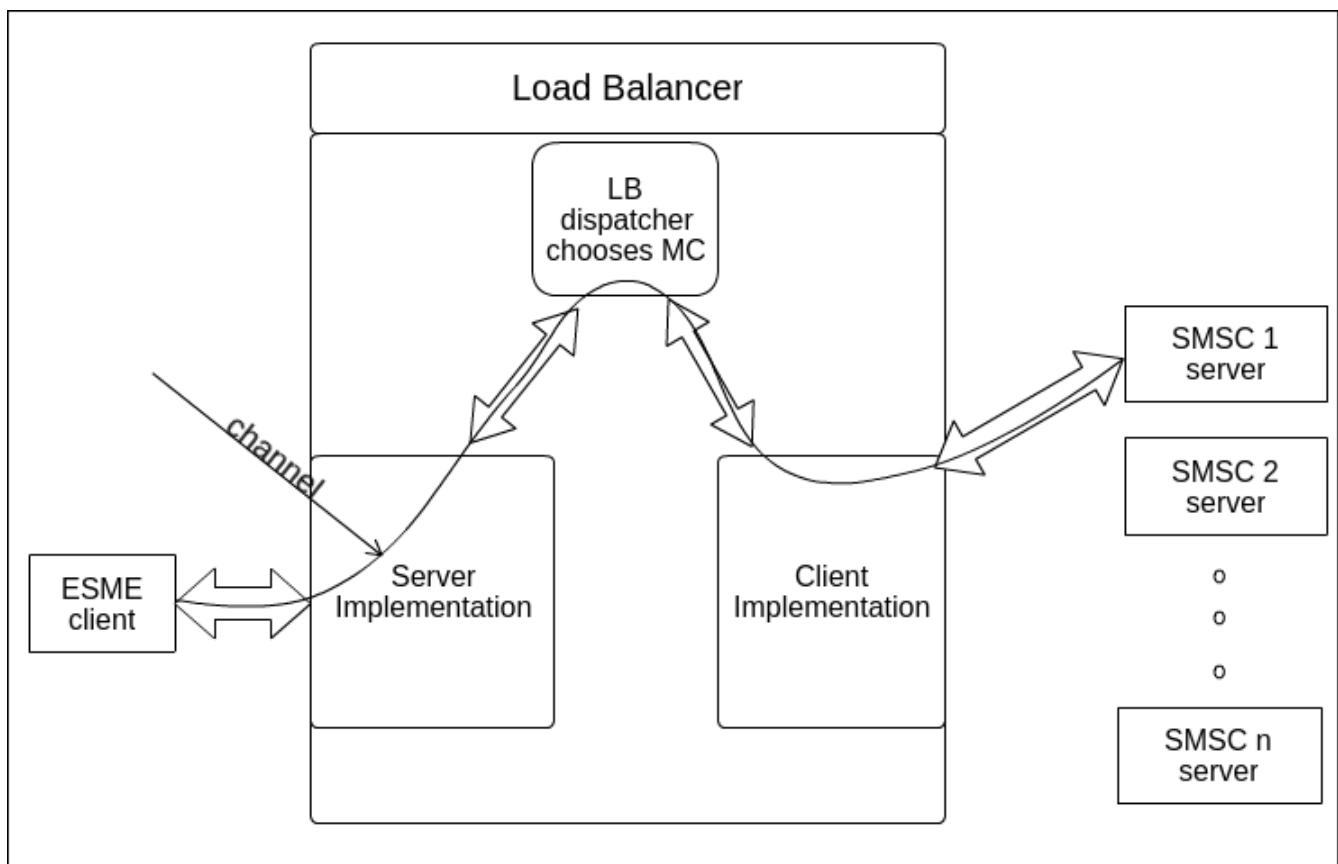 Load Balancer
LB
dispatcher
chooses MC
channel
ESME
client
Server
Implementation
Client
Implementation
SMSC 1
server
SMSC 2
server
o
o
o
SMSC n
server